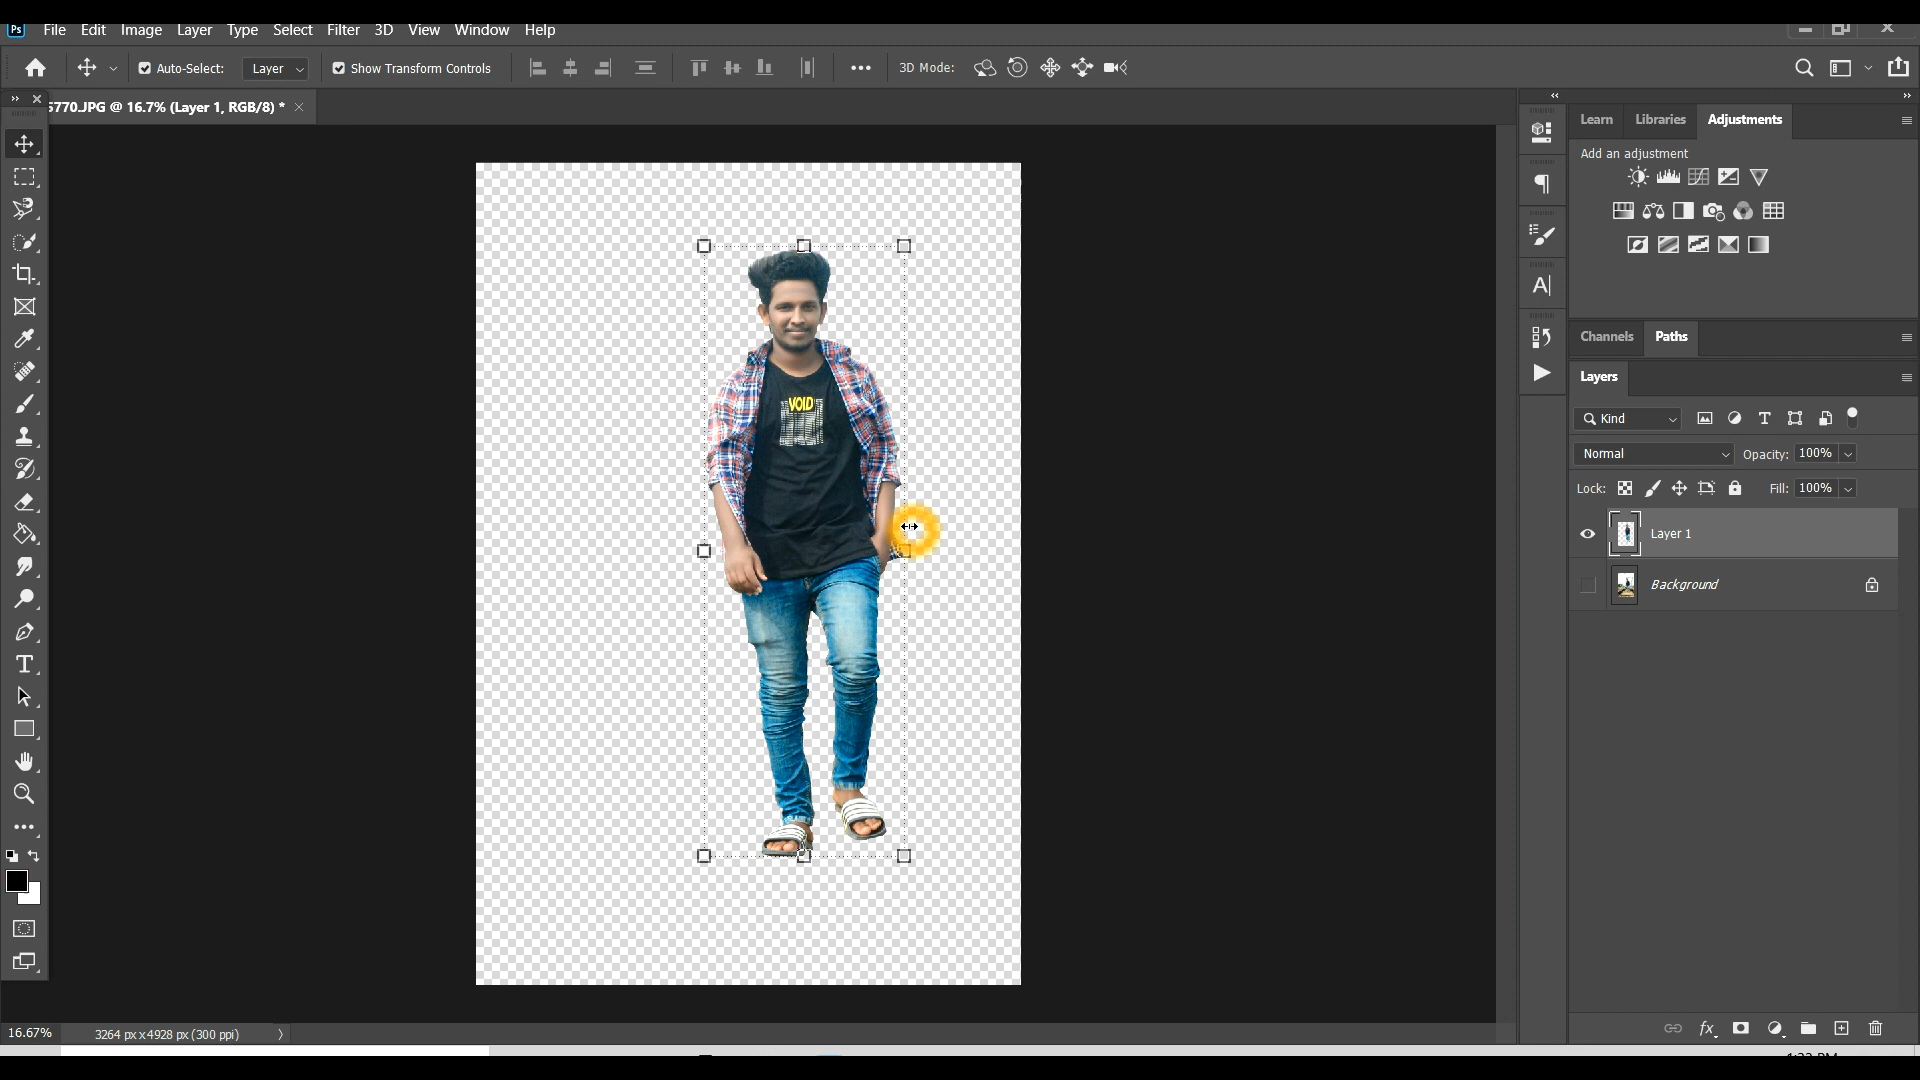 Ps File Edit Image Layer Type Select Filter 3D View Window Help
Auto-Select: Layer Show Transform Controls 3D Mode:
5770.JPG @ 16.7% (Layer 1, RGB/8) *
Learn Libraries Adjustments
Add an adjustment
Channels Paths
Layers
Kind
Normal Opacity: 100%
Lock: Fill: 100%
Layer 1
Background
VOID
16.67% 3264 px x 4928 px (300 ppi)